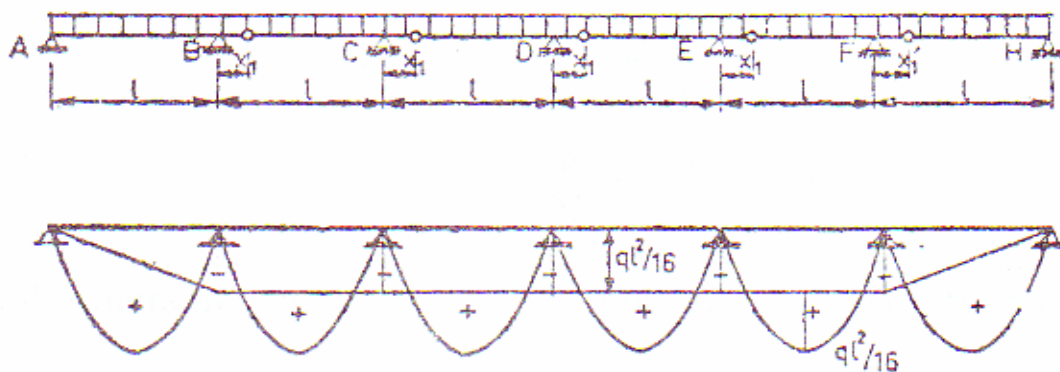 A B C D E F H
x₁ x₁ x₁ x₁ x₁
l l l l l l
ql²/16
− − − − −
+ + + + + +
ql²/16